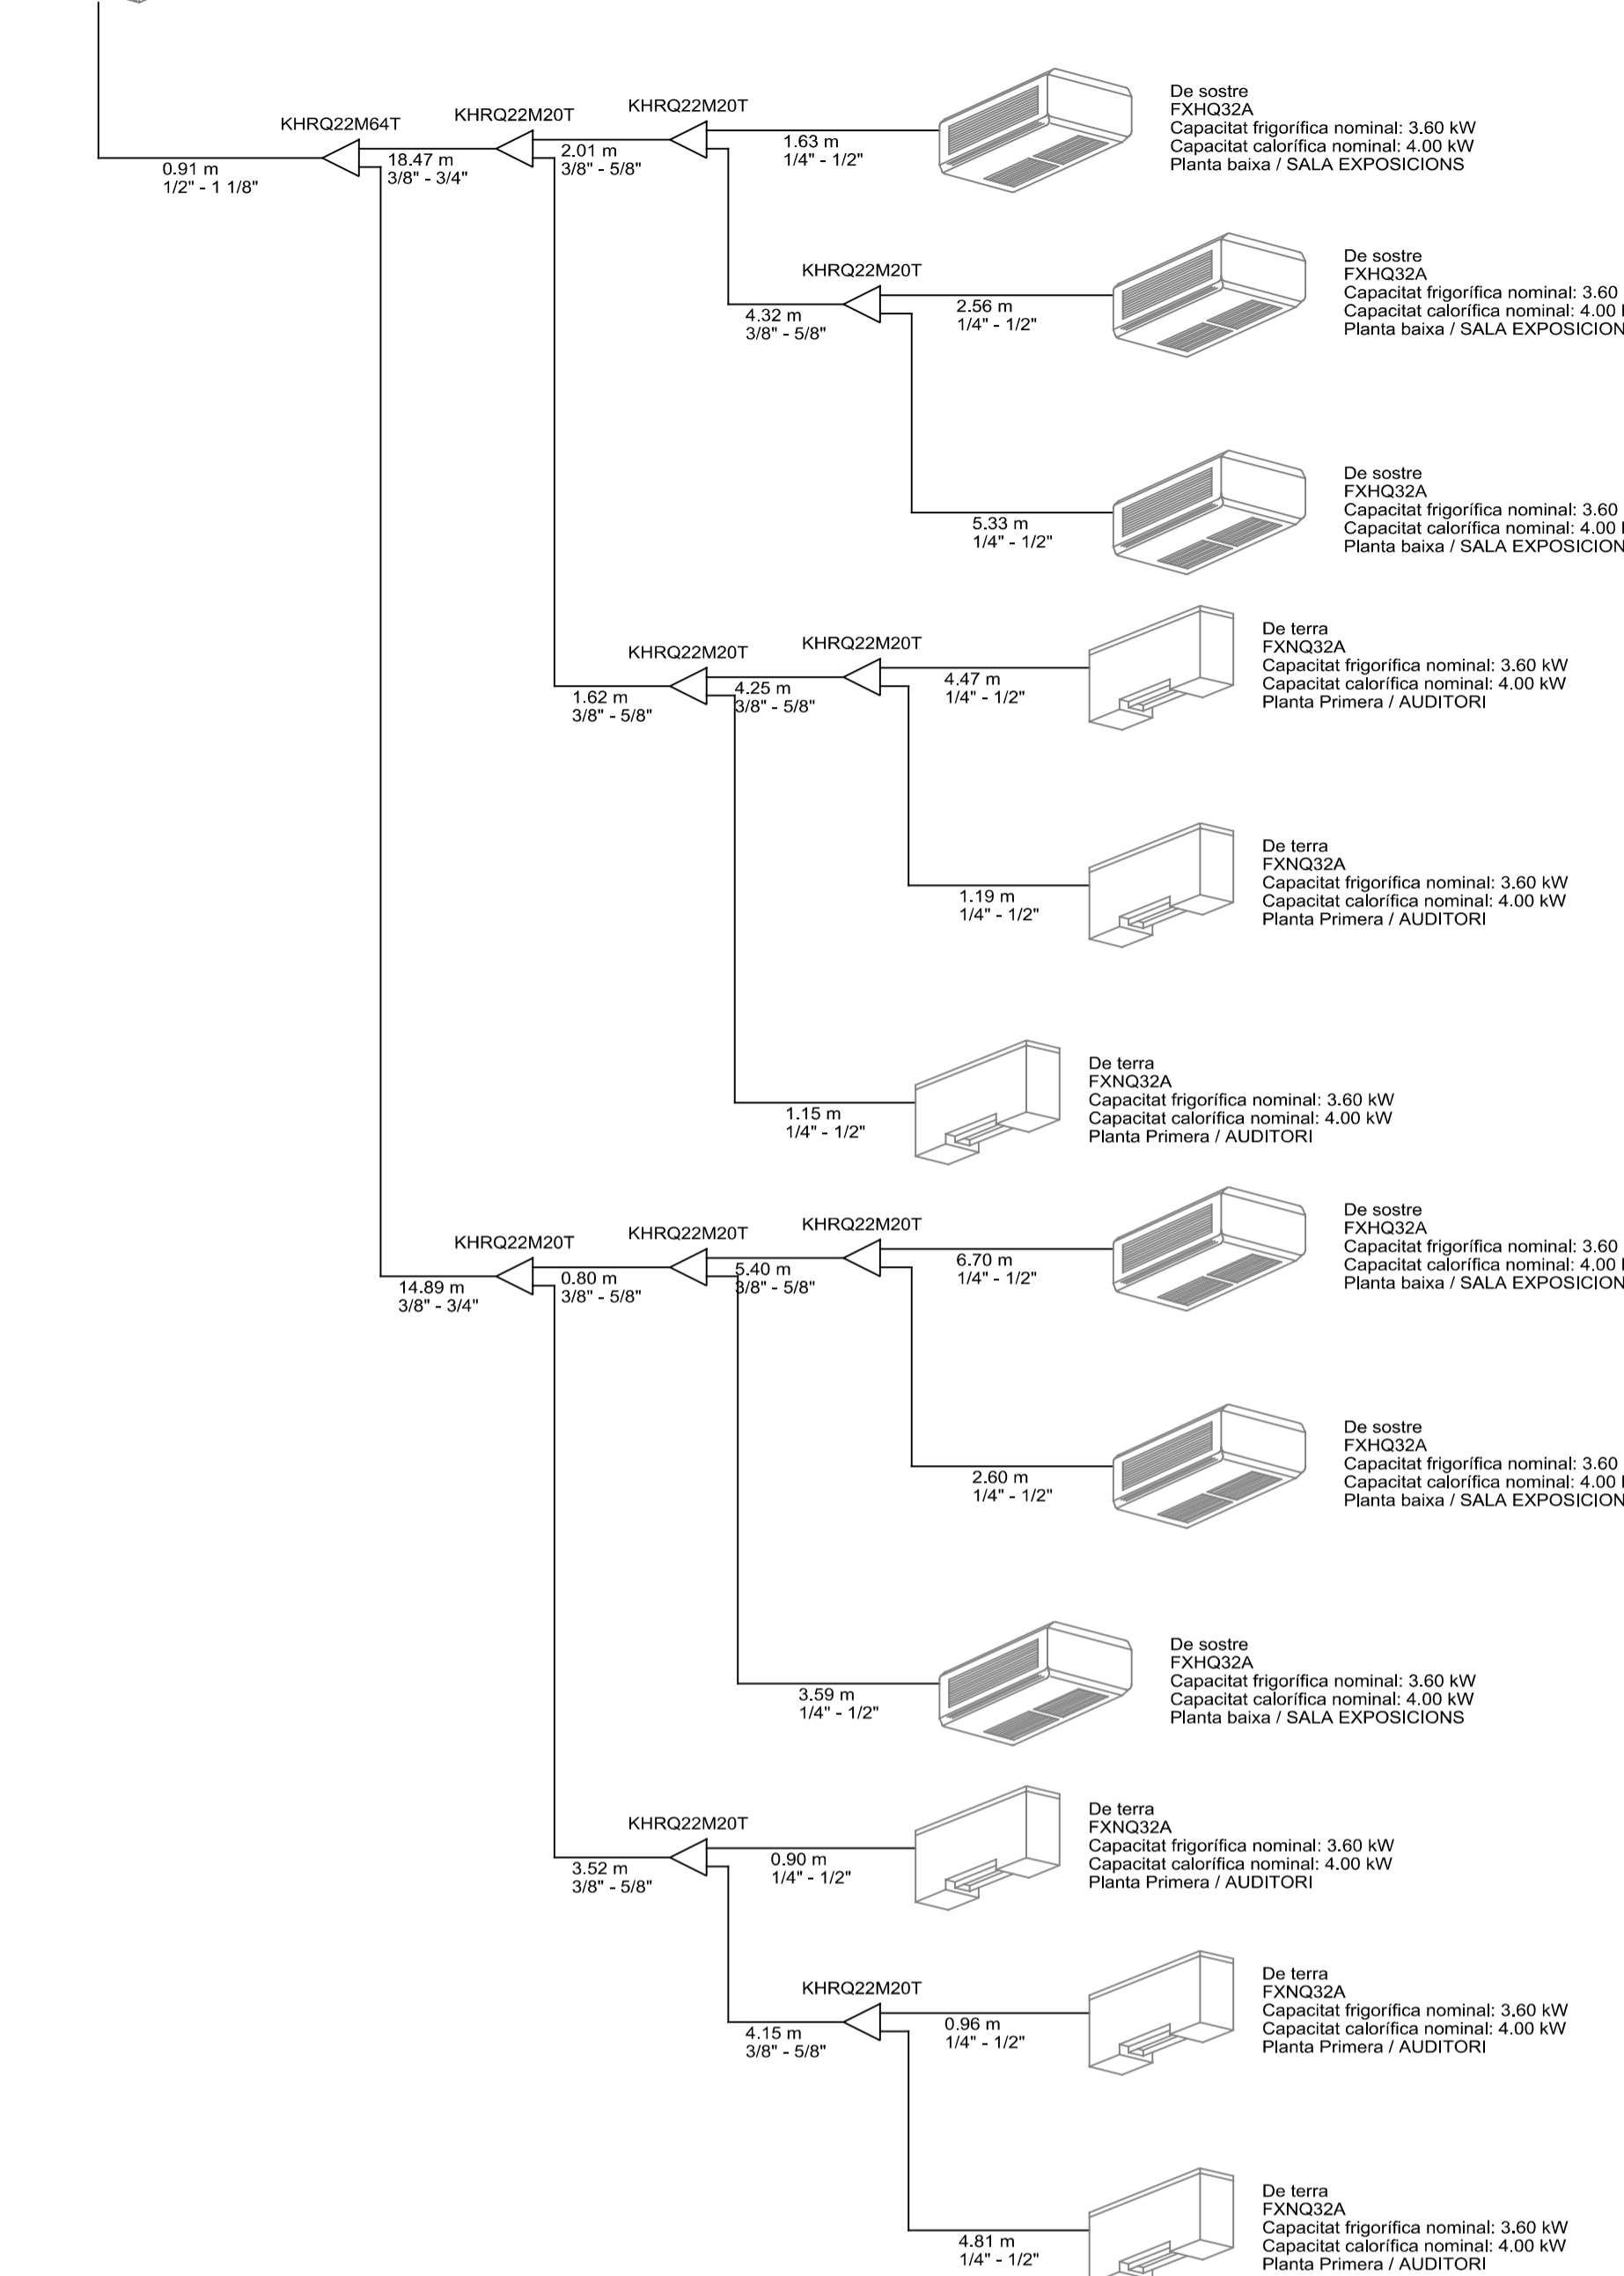 KHRQ22M64T
0.91 m
1/2" - 1 1/8"
KHRQ22M20T
18.47 m
3/8" - 3/4"
KHRQ22M20T
2.01 m
3/8" - 5/8"
1.63 m
1/4" - 1/2"
De sostre
FXHQ32A
Capacitat frigorífica nominal: 3.60 kW
Capacitat calorífica nominal: 4.00 kW
Planta baixa / SALA EXPOSICIONS
KHRQ22M20T
4.32 m
3/8" - 5/8"
2.56 m
1/4" - 1/2"
De sostre
FXHQ32A
Capacitat frigorífica nominal: 3.60
Capacitat calorífica nominal: 4.00
Planta baixa / SALA EXPOSICION
5.33 m
1/4" - 1/2"
De sostre
FXHQ32A
Capacitat frigorífica nominal: 3.60
Capacitat calorífica nominal: 4.00
Planta baixa / SALA EXPOSICION
KHRQ22M20T
1.62 m
3/8" - 5/8"
KHRQ22M20T
4.25 m
3/8" - 5/8"
4.47 m
1/4" - 1/2"
De terra
FXNQ32A
Capacitat frigorífica nominal: 3.60 kW
Capacitat calorífica nominal: 4.00 kW
Planta Primera / AUDITORI
1.19 m
1/4" - 1/2"
De terra
FXNQ32A
Capacitat frigorífica nominal: 3.60 kW
Capacitat calorífica nominal: 4.00 kW
Planta Primera / AUDITORI
1.15 m
1/4" - 1/2"
De terra
FXNQ32A
Capacitat frigorífica nominal: 3.60 kW
Capacitat calorífica nominal: 4.00 kW
Planta Primera / AUDITORI
KHRQ22M20T
14.89 m
3/8" - 3/4"
KHRQ22M20T
0.80 m
3/8" - 5/8"
KHRQ22M20T
5.40 m
3/8" - 5/8"
6.70 m
1/4" - 1/2"
De sostre
FXHQ32A
Capacitat frigorífica nominal: 3.60
Capacitat calorífica nominal: 4.00
Planta baixa / SALA EXPOSICION
2.60 m
1/4" - 1/2"
De sostre
FXHQ32A
Capacitat frigorífica nominal: 3.60
Capacitat calorífica nominal: 4.00
Planta baixa / SALA EXPOSICION
3.59 m
1/4" - 1/2"
De sostre
FXHQ32A
Capacitat frigorífica nominal: 3.60 kW
Capacitat calorífica nominal: 4.00 kW
Planta baixa / SALA EXPOSICIONS
KHRQ22M20T
3.52 m
3/8" - 5/8"
0.90 m
1/4" - 1/2"
De terra
FXNQ32A
Capacitat frigorífica nominal: 3.60 kW
Capacitat calorífica nominal: 4.00 kW
Planta Primera / AUDITORI
KHRQ22M20T
4.15 m
3/8" - 5/8"
0.96 m
1/4" - 1/2"
De terra
FXNQ32A
Capacitat frigorífica nominal: 3.60 kW
Capacitat calorífica nominal: 4.00 kW
Planta Primera / AUDITORI
4.81 m
1/4" - 1/2"
De terra
FXNQ32A
Capacitat frigorífica nominal: 3.60 kW
Capacitat calorífica nominal: 4.00 kW
Planta Primera / AUDITORI